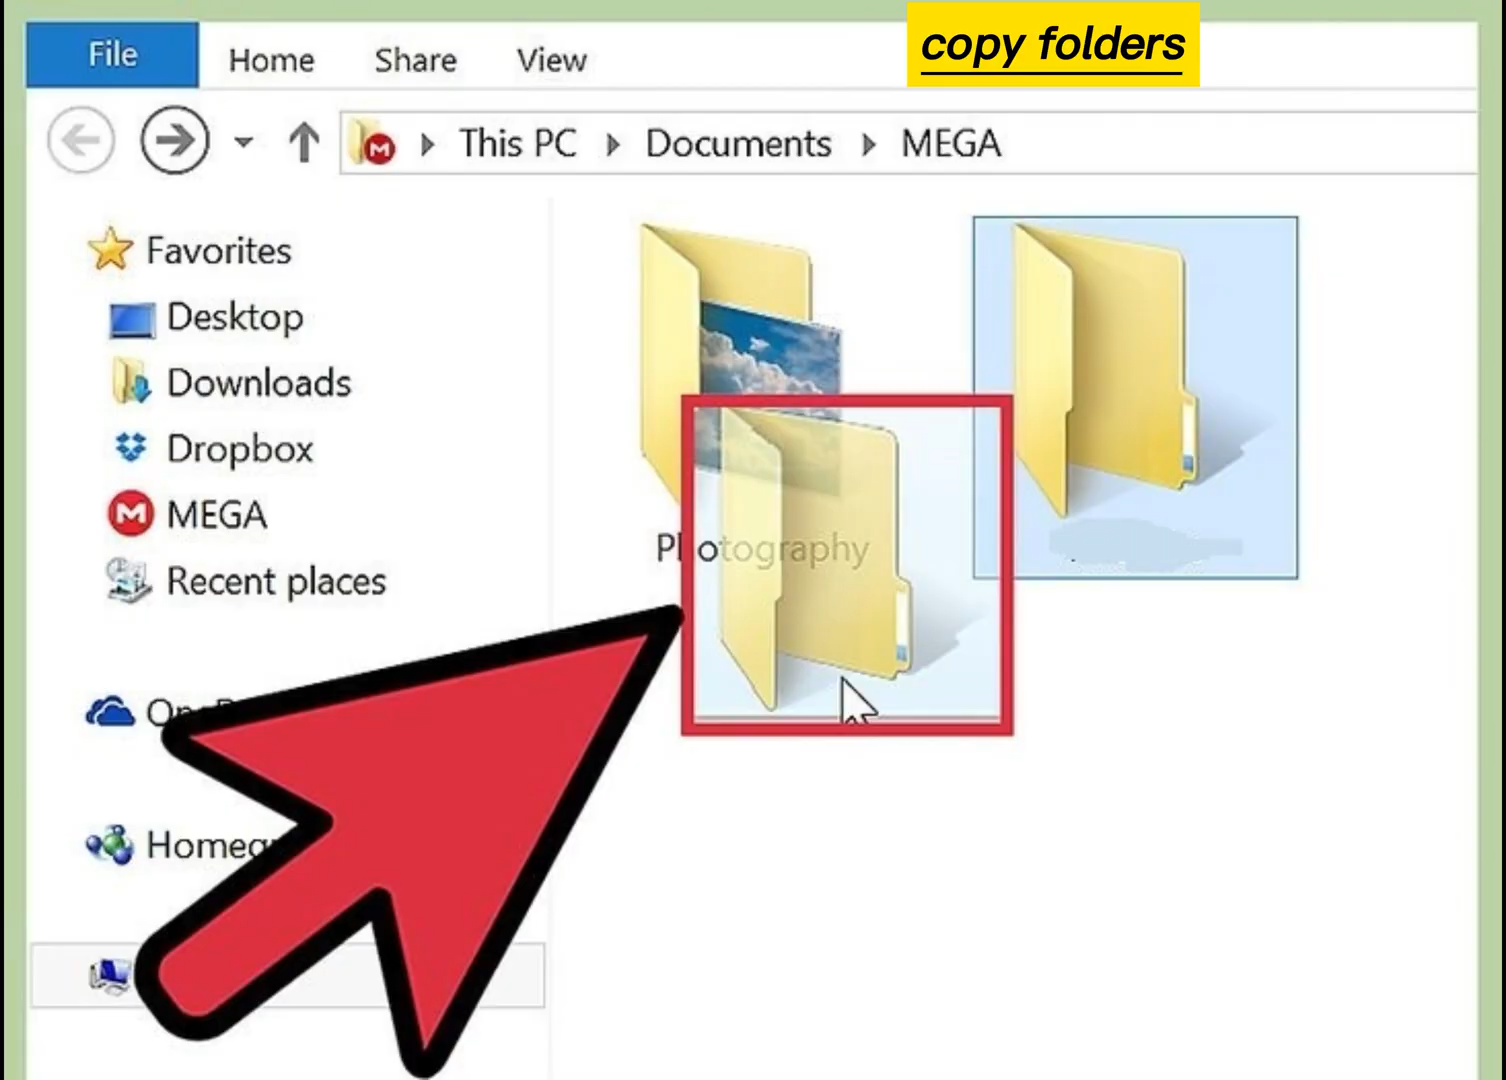 copy folders
File Home Share View
This PC Documents MEGA
Favorites
Desktop
Downloads
Dropbox
MEGA
Recent places
Photography